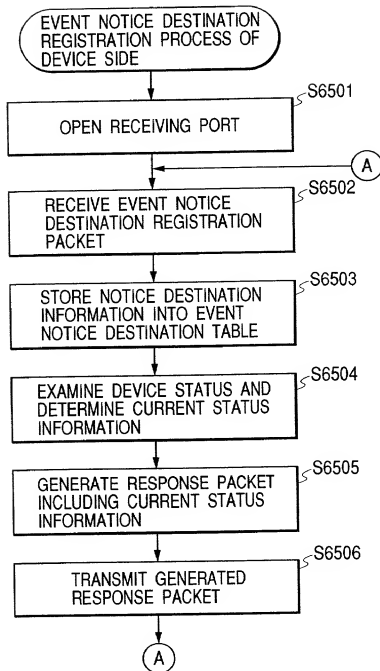 EVENT NOTICE DESTINATION
REGISTRATION PROCESS OF
DEVICE SIDE
S6501
OPEN RECEIVING PORT
A
S6502
RECEIVE EVENT NOTICE
DESTINATION REGISTRATION
PACKET
S6503
STORE NOTICE DESTINATION
INFORMATION INTO EVENT
NOTICE DESTINATION TABLE
S6504
EXAMINE DEVICE STATUS AND
DETERMINE CURRENT STATUS
INFORMATION
S6505
GENERATE RESPONSE PACKET
INCLUDING CURRENT STATUS
INFORMATION
S6506
TRANSMIT GENERATED
RESPONSE PACKET
A